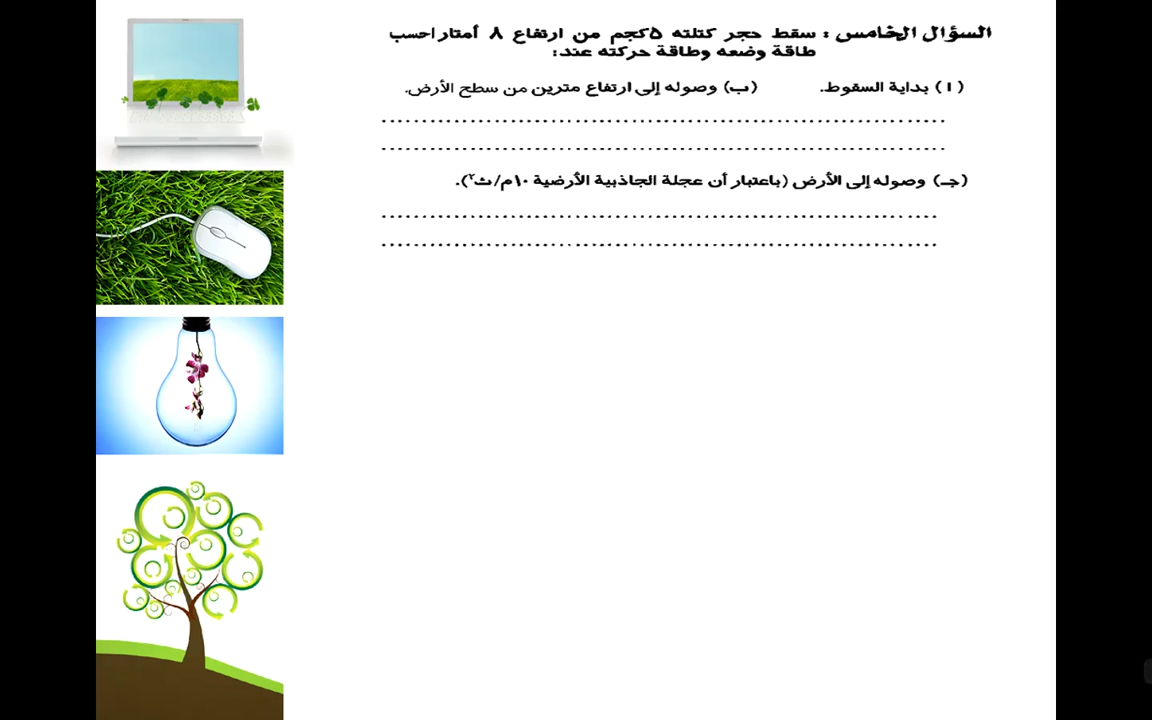 السؤال الخامس : سقط حجر كتلته ٥كجم من ارتفاع ٨ أمتار احسب
طاقة وضعه وطاقة حركته عند:
( ١ ) بداية السقوط. (ب) وصوله إلى ارتفاع مترين من سطح الأرض.
................................................................................
................................................................................
(جـ) وصوله إلى الأرض (باعتبار أن عجلة الجاذبية الأرضية ١٠م/ث٢).
................................................................................
................................................................................